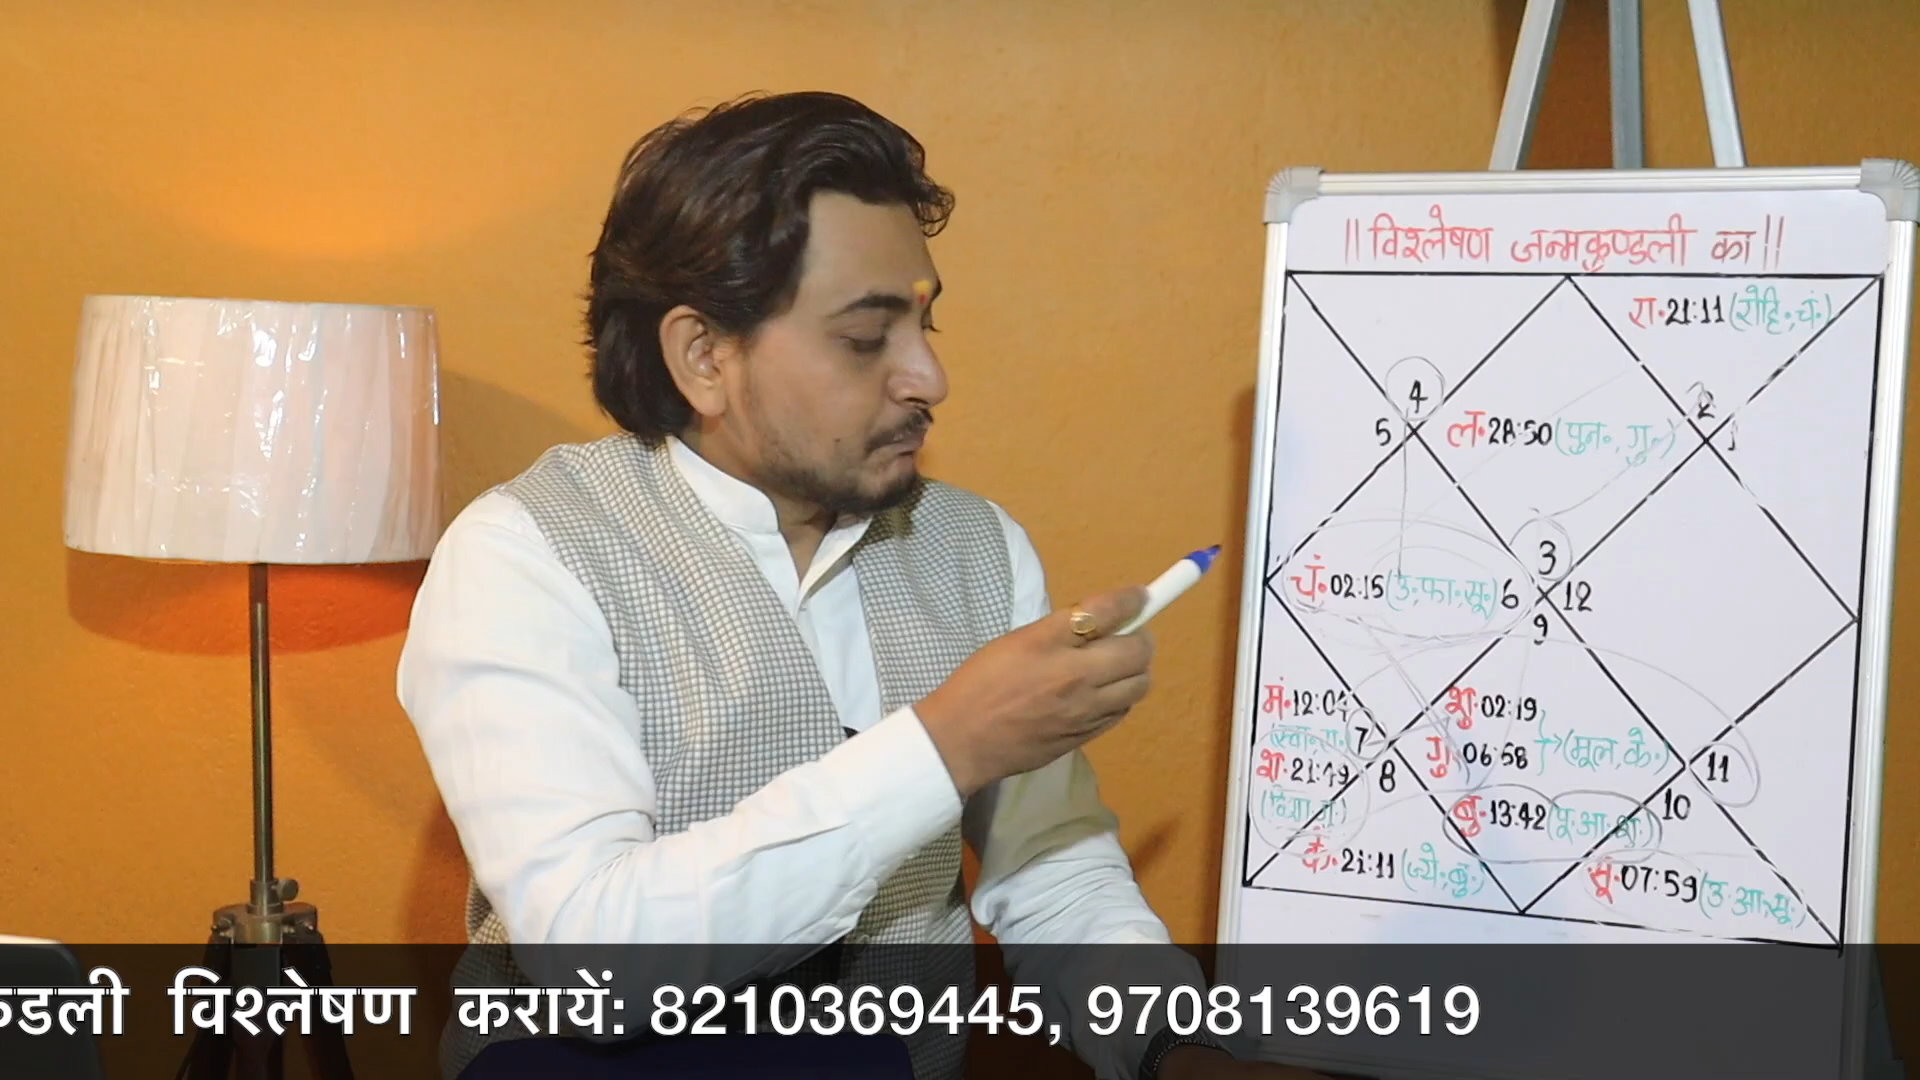 ||विश्लेषण जन्मकुण्डली का||
रा॰21:11(रोहि॰,चं॰)
4
2
5
ल॰28:50(पुन॰, गु॰)
1
3
चं॰02:15(उ॰फा॰,सू॰)6
12
9
मं॰12:04
शु॰02:19
7
गु॰06:58
(मूल,के॰)
11
श॰21:49
8
10
बु॰13:42(पू॰आ॰शु॰)
के॰21:11(ज्ये॰,बु॰)
सू॰07:59(उ॰आ॰सू॰)
विश्लेषण करायें: 8210369445, 9708139619